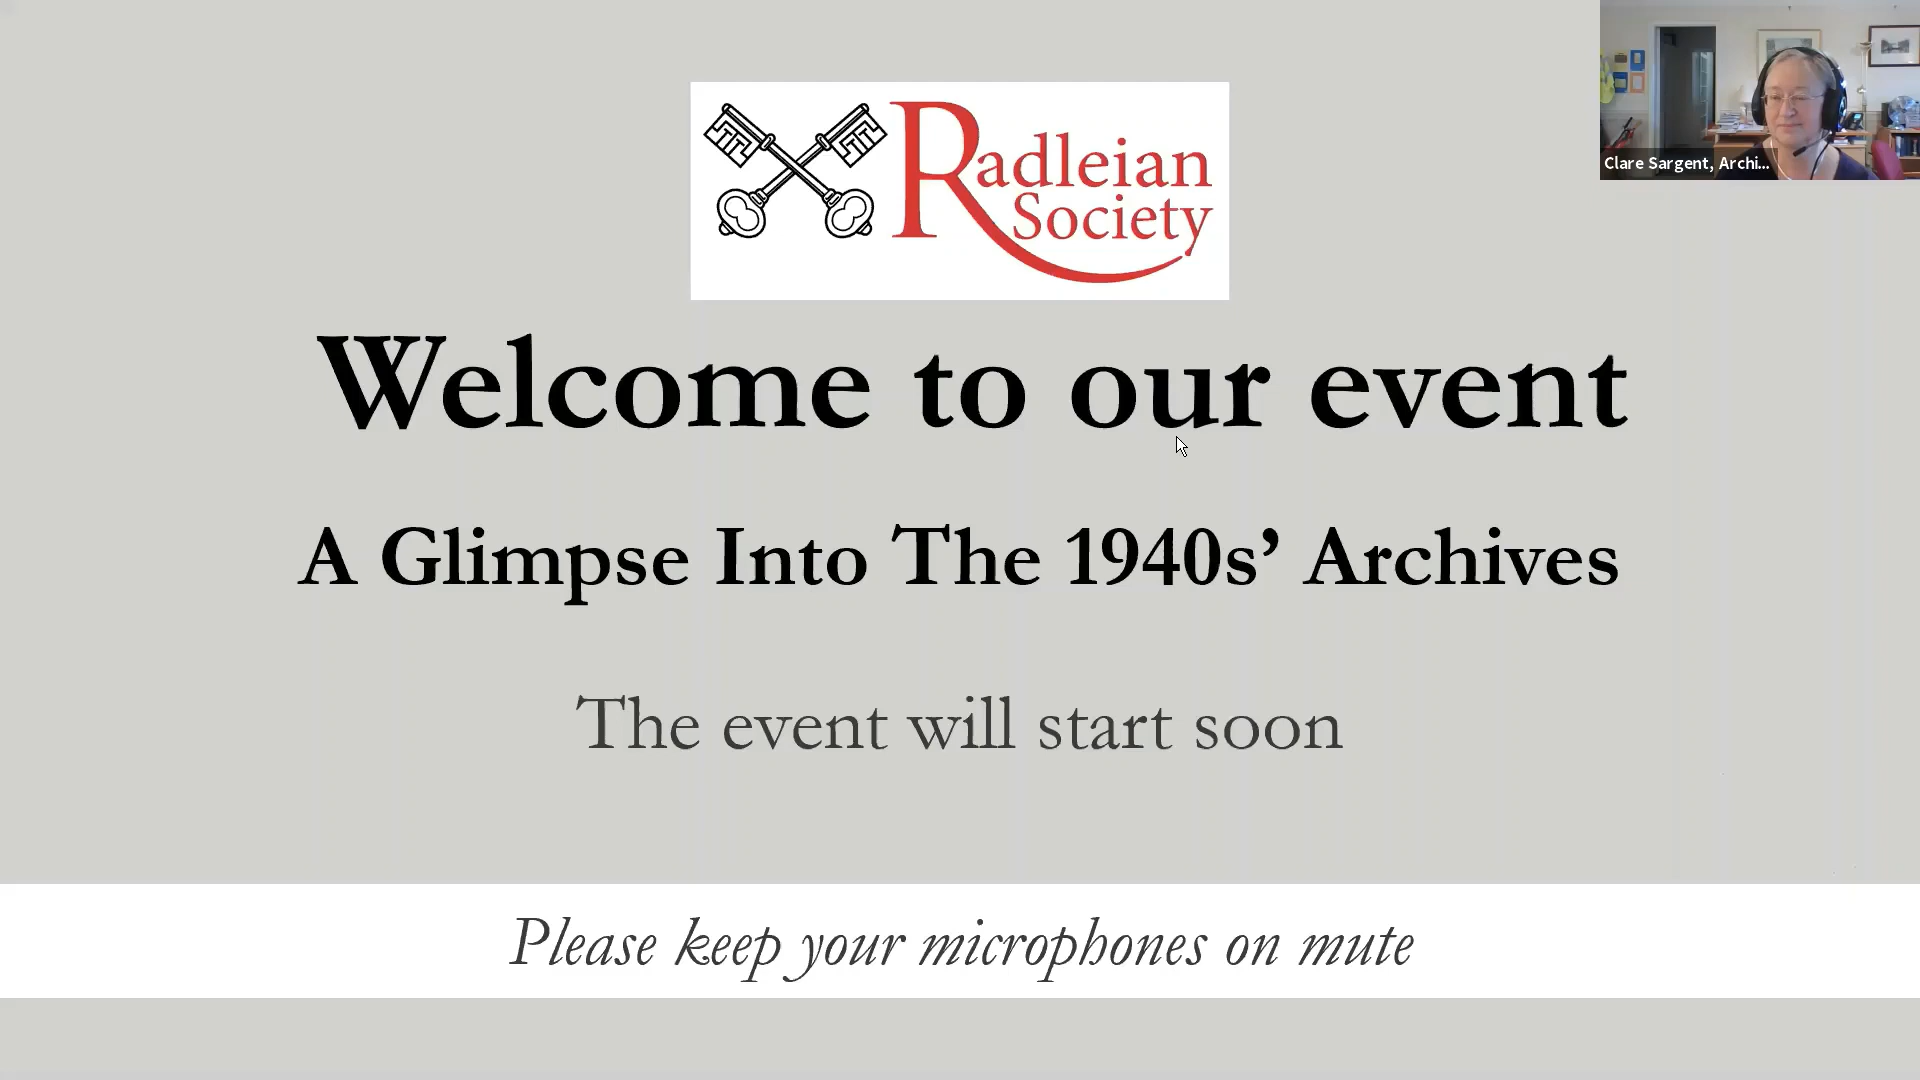 Radleian
Society
Clare Sargent, Archi...
Welcome to our event
A Glimpse Into The 1940s’ Archives
The event will start soon
Please keep your microphones on mute